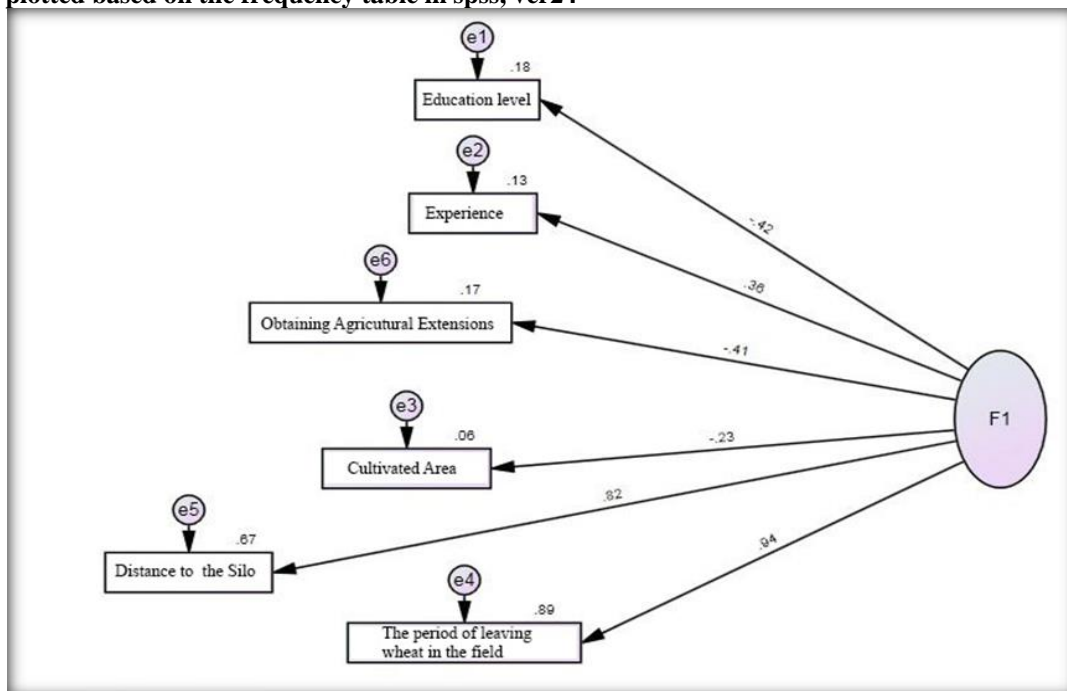 plotted based on the frequency table in spss, ver24
e1
.18
Education level
e2
.13
Experience
-.42
.36
e6
.17
Obtaining Agricutural Extensions
-.41
e3
.06
Cultivated Area
-.23
F1
e5
.67
Distance to the Silo
.82
e4
.89
The period of leaving
wheat in the field
.94